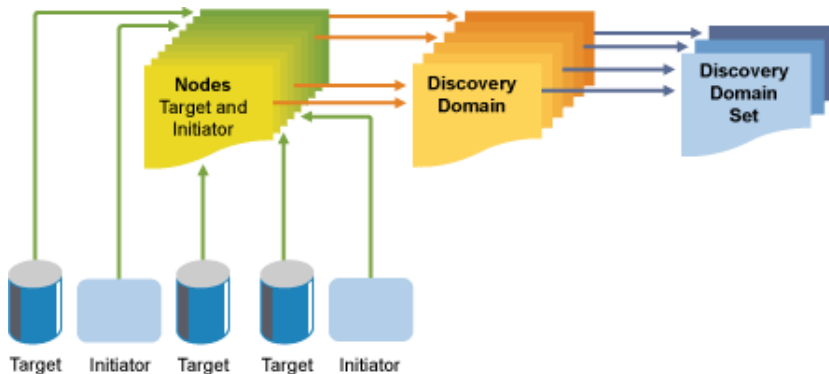 Nodes
Target and
Initiator
Discovery
Domain
Discovery
Domain
Set
Target
Initiator
Target
Target
Initiator